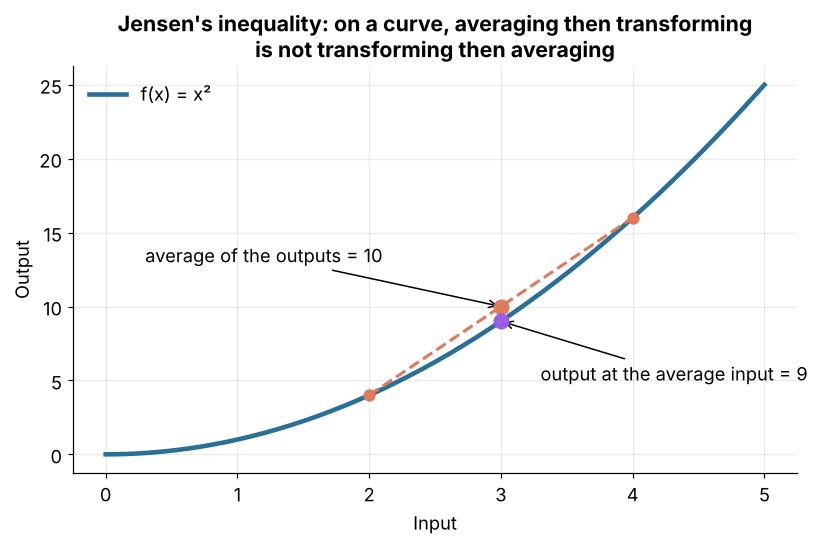 Jensen's inequality: on a curve, averaging then transforming
is not transforming then averaging
f(x) = x²
25
20
15
10
5
0
Output
average of the outputs = 10
output at the average input = 9
0 1 2 3 4 5
Input